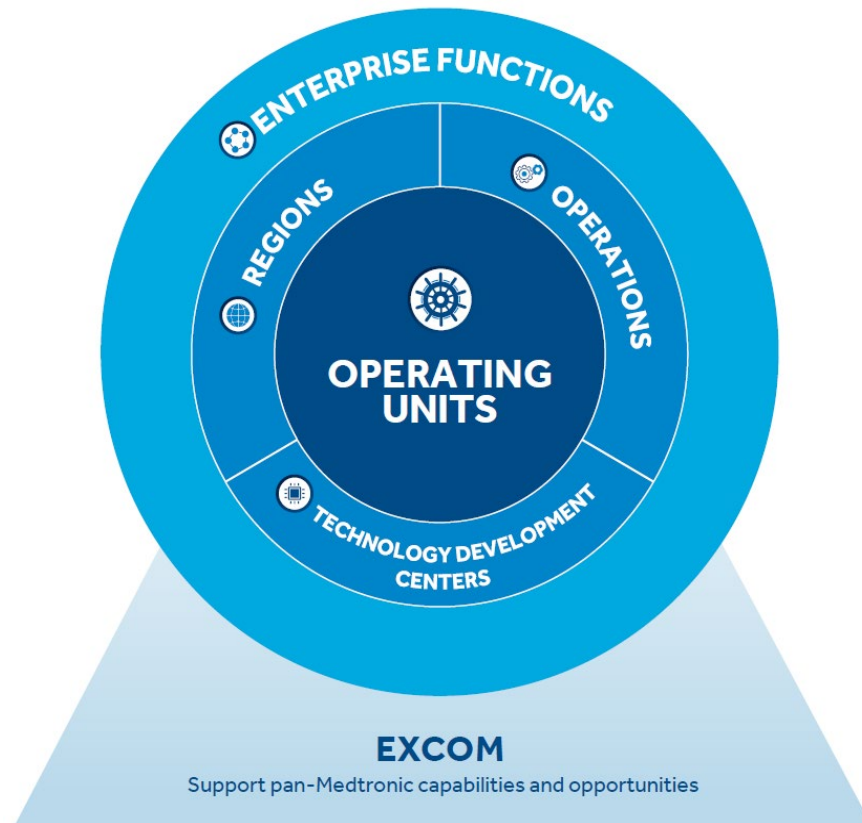 ENTERPRISE FUNCTIONS
REGIONS
OPERATIONS
OPERATING
UNITS
TECHNOLOGY DEVELOPMENT
CENTERS
EXCOM
Support pan-Medtronic capabilities and opportunities